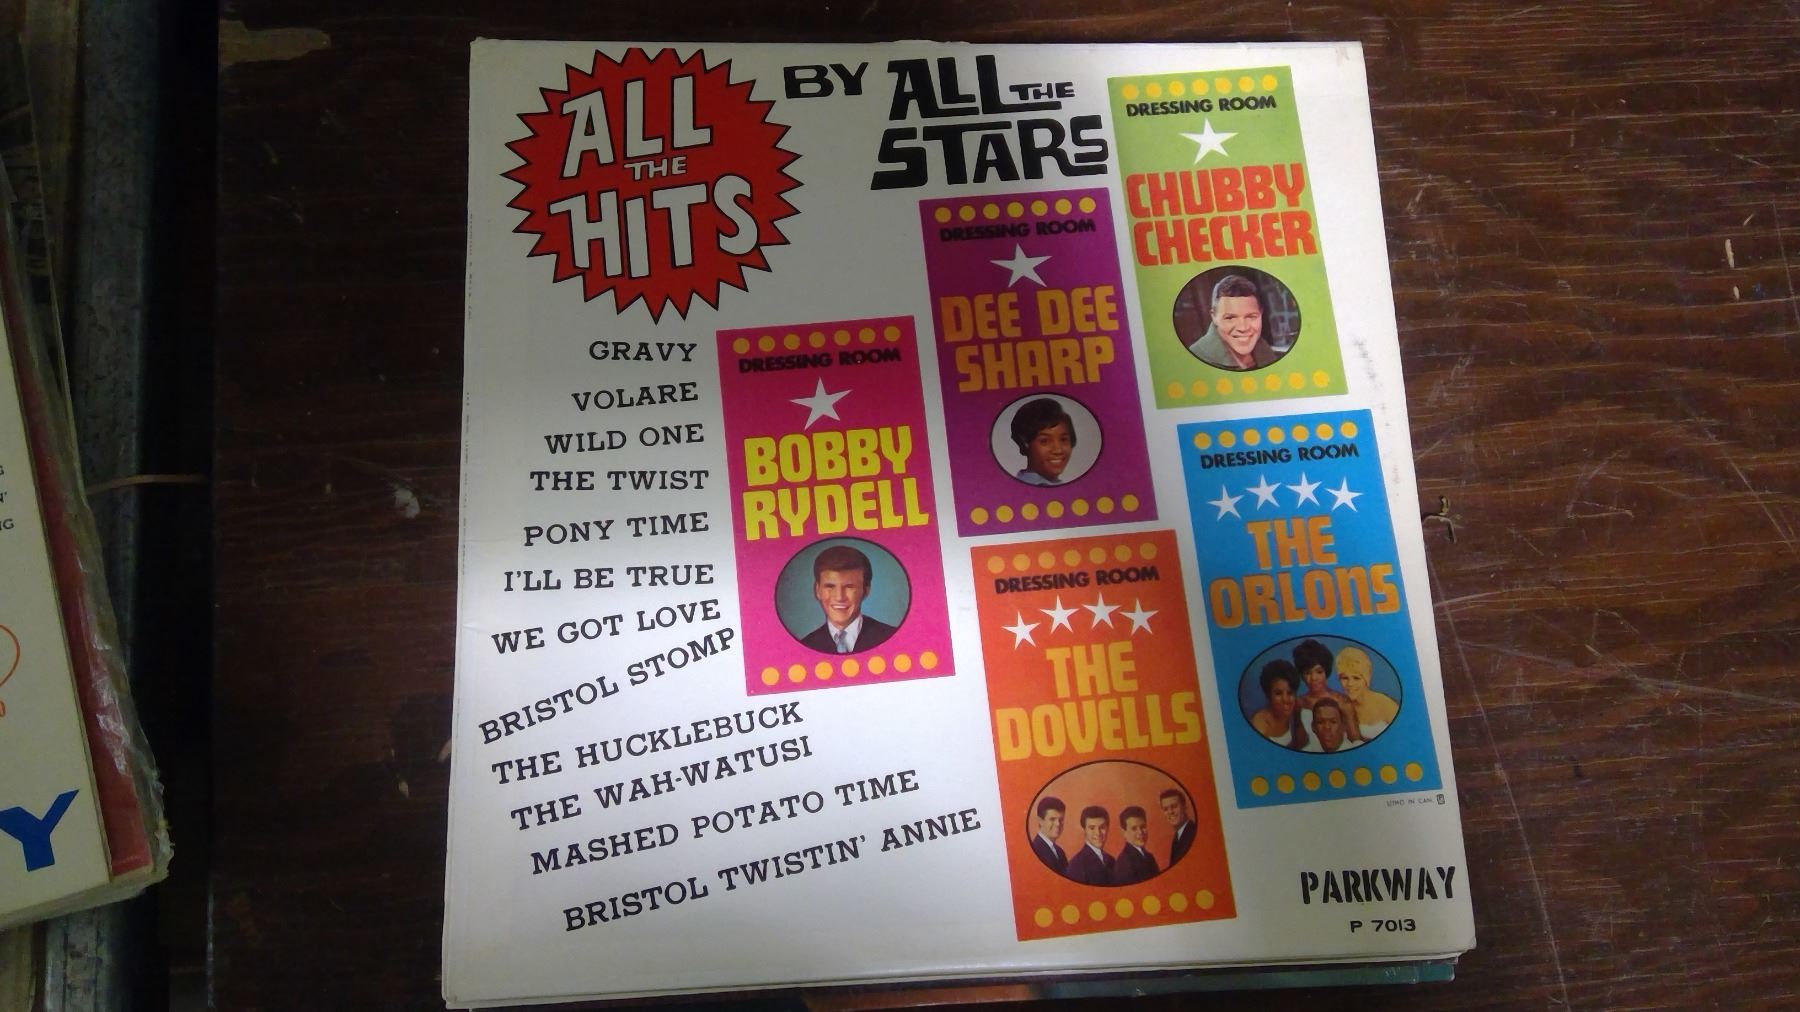 ALL
THE
HITS
BY ALL THE
STARS
DRESSING ROOM
CHUBBY
CHECKER
DRESSING ROOM
DEE DEE
SHARP
DRESSING ROOM
BOBBY
RYDELL
DRESSING ROOM
THE
ORLONS
DRESSING ROOM
THE
DOVELLS
GRAVY
VOLARE
WILD ONE
THE TWIST
PONY TIME
I'LL BE TRUE
WE GOT LOVE
BRISTOL STOMP
THE HUCKLEBUCK
THE WAH-WATUSI
MASHED POTATO TIME
BRISTOL TWISTIN' ANNIE
LITHO IN CAN.
PARKWAY
P 7013
Y